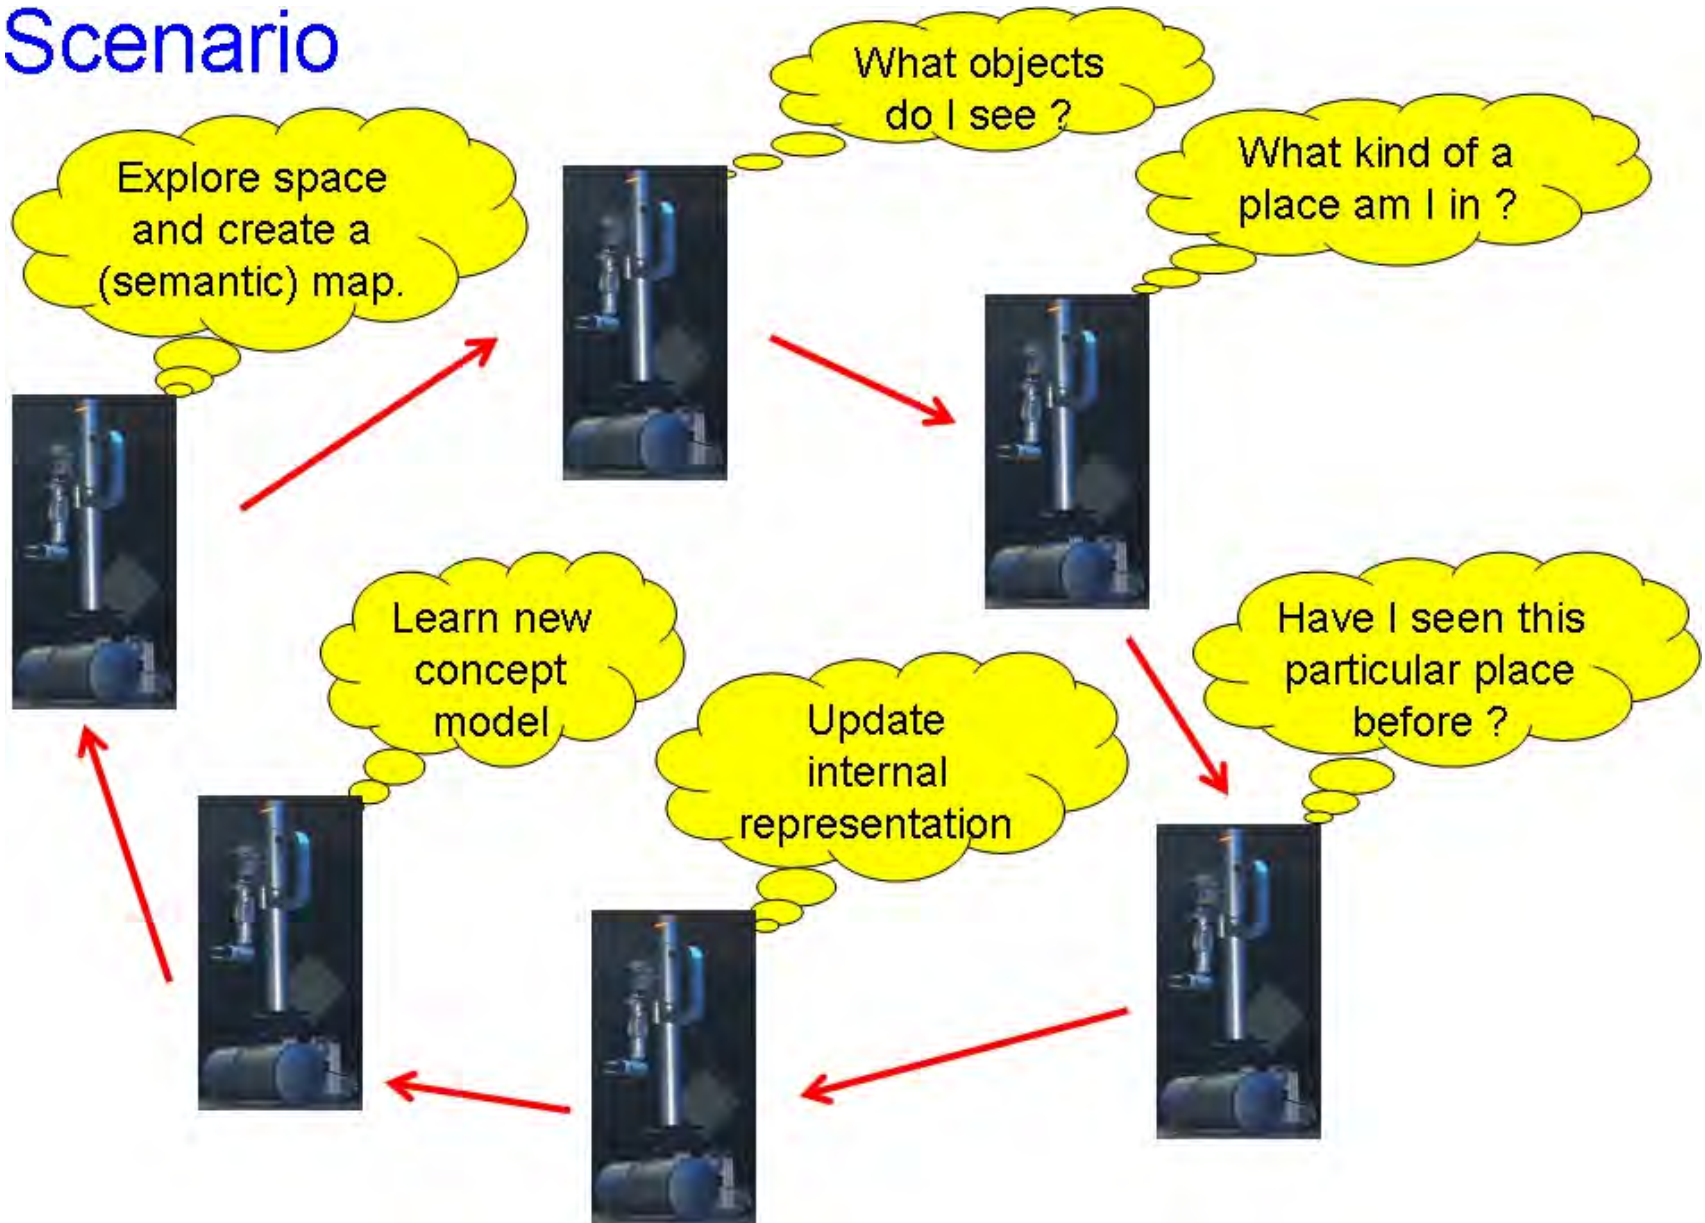 Scenario
What objects
do I see ?
What kind of a
place am I in ?
Explore space
and create a
(semantic) map.
Have I seen this
particular place
before ?
Learn new
concept
model
Update
internal
representation